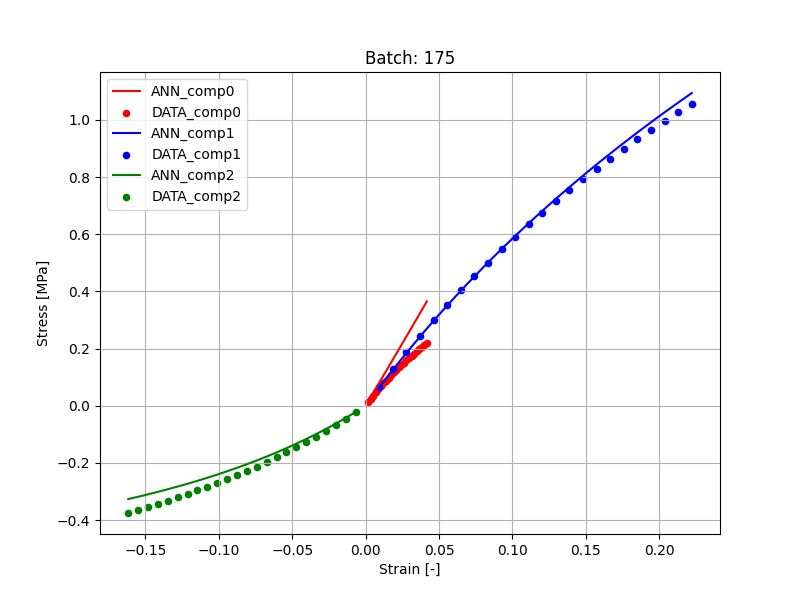 Batch: 175
ANN_comp0
DATA_comp0
ANN_comp1
DATA_comp1
ANN_comp2
DATA_comp2
Stress [MPa]
1.0
0.8
0.6
0.4
0.2
0.0
−0.2
−0.4
−0.15 −0.10 −0.05 0.00 0.05 0.10 0.15 0.20
Strain [-]